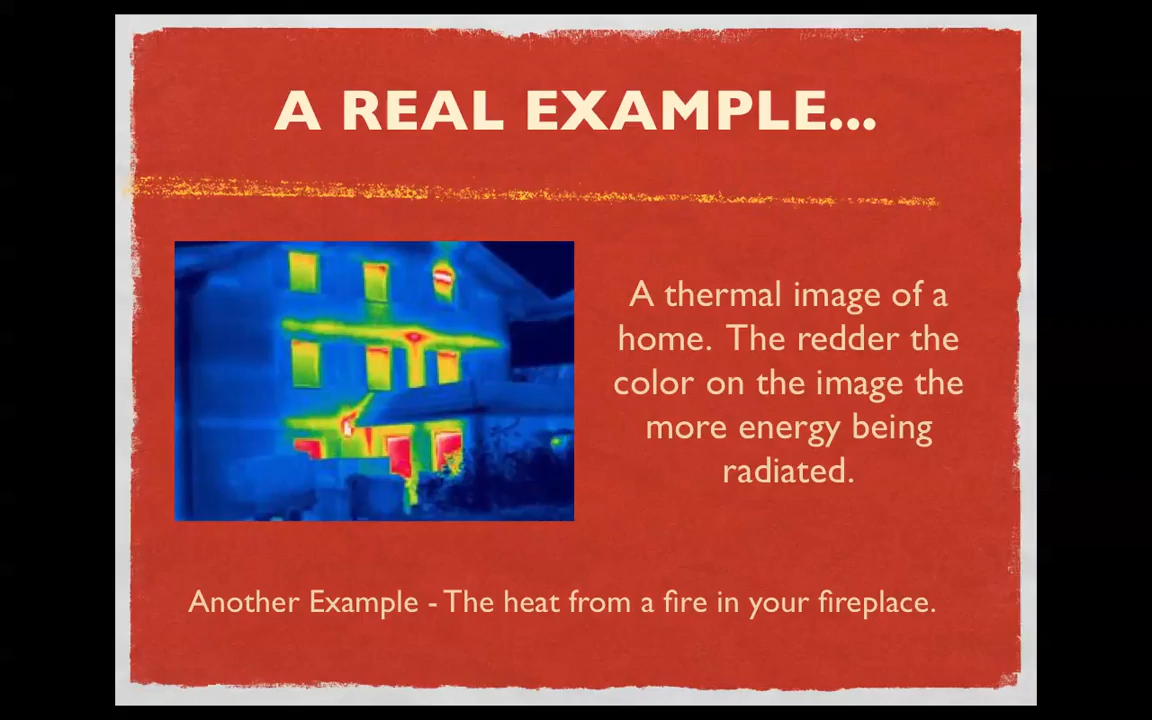 A REAL EXAMPLE...
A thermal image of a
home. The redder the
color on the image the
more energy being
radiated.
Another Example - The heat from a fire in your fireplace.